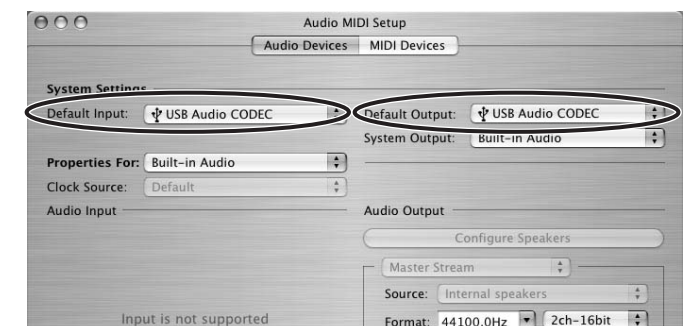 Audio MIDI Setup
Audio Devices MIDI Devices
System Settings
Default Input: USB Audio CODEC Default Output: USB Audio CODEC
System Output: Built-in Audio
Properties For: Built-in Audio
Clock Source: Default
Audio Input Audio Output
Configure Speakers
Master Stream
Source: Internal speakers
Input is not supported Format: 44100.0Hz 2ch-16bit